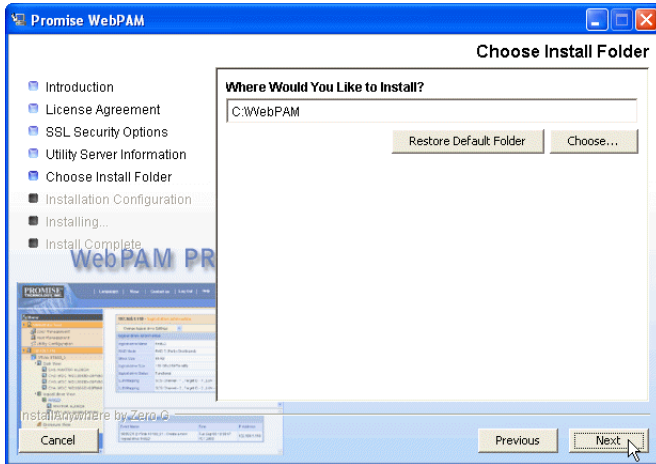 Promise WebPAM
Choose Install Folder
Introduction
License Agreement
SSL Security Options
Utility Server Information
Choose Install Folder
Installation Configuration
Installing...
Install Complete
Where Would You Like to Install?
C:\WebPAM
Restore Default Folder
Choose...
WebPAM PR
PROMISE
InstallAnywhere by Zero G
Cancel
Previous
Next